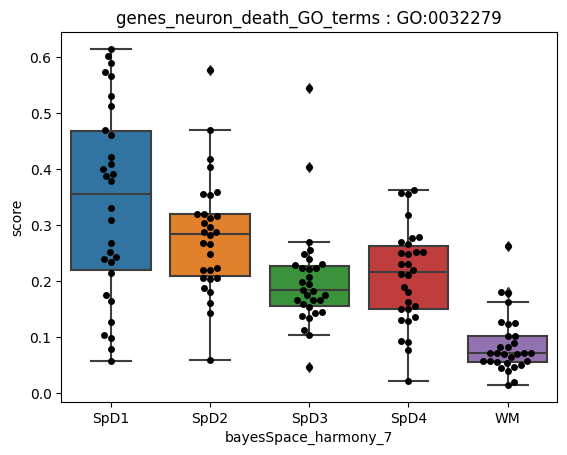 genes_neuron_death_GO_terms : GO:0032279
score
0.6
0.5
0.4
0.3
0.2
0.1
0.0
SpD1 SpD2 SpD3 SpD4 WM
bayesSpace_harmony_7